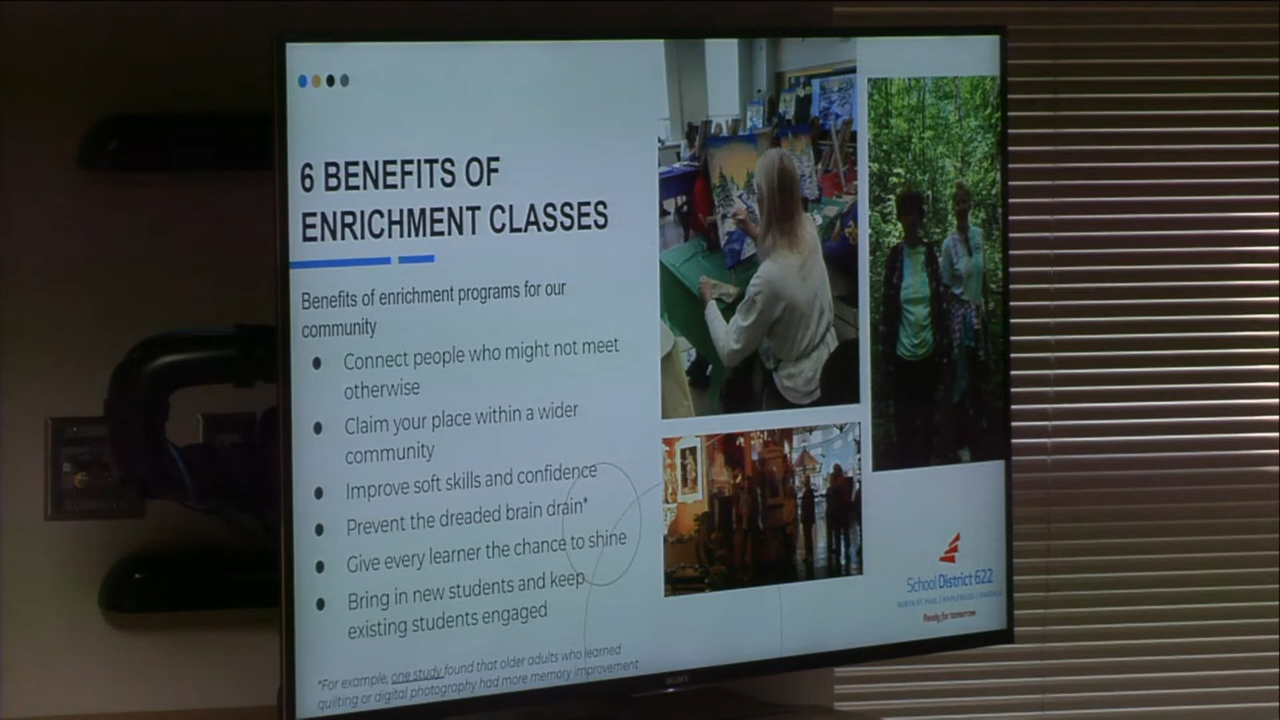 6 BENEFITS OF
ENRICHMENT CLASSES
Benefits of enrichment programs for our
community
● Connect people who might not meet
otherwise
● Claim your place within a wider
community
● Improve soft skills and confidence
● Prevent the dreaded brain drain*
● Give every learner the chance to shine
● Bring in new students and keep
existing students engaged
*For example, one study found that older adults who learned
quilting or digital photography had more memory improvement
School District 622
NORTH ST. PAUL | MAPLEWOOD | OAKDALE
Ready for tomorrow
SONY